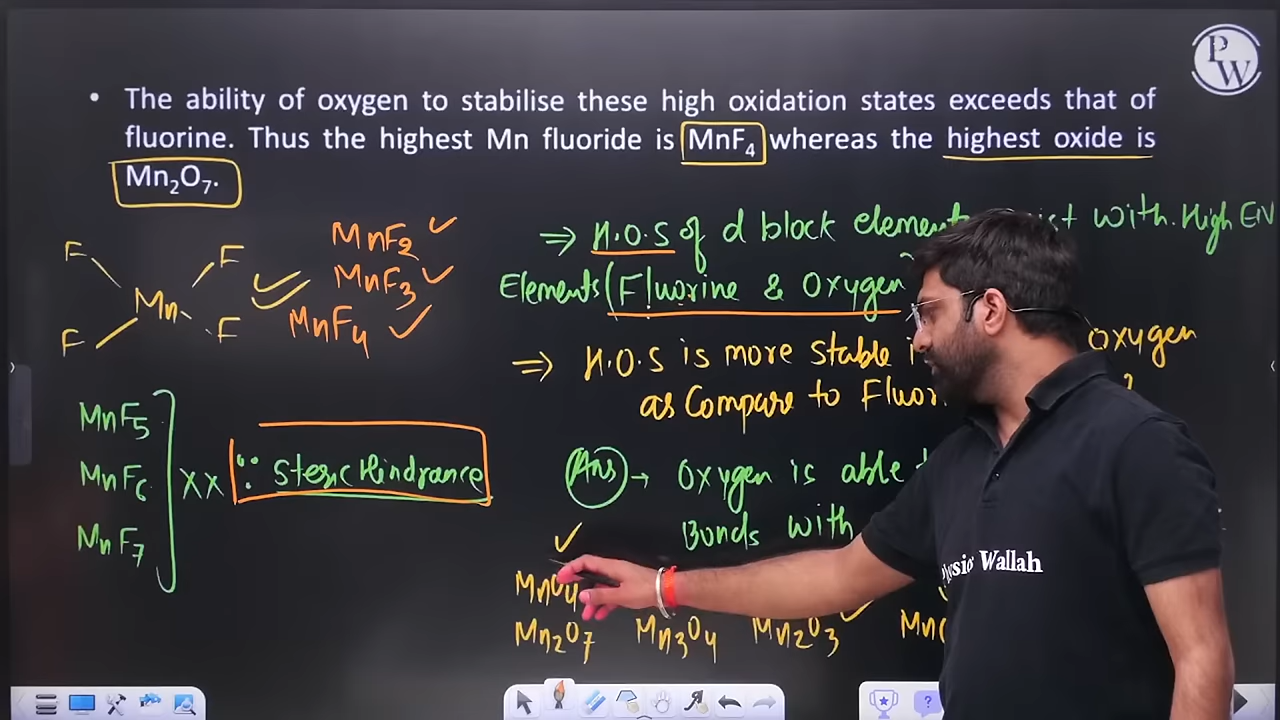 • The ability of oxygen to stabilise these high oxidation states exceeds that of
fluorine. Thus the highest Mn fluoride is MnF₄ whereas the highest oxide is
Mn₂O₇.
PW
F F
Mn
F F
MnF₂ ✓
MnF₃ ✓
MnF₄ ✓
MnF₅
MnF₆
MnF₇
XX
∵ Steric Hindrance
⇒ H.O.S of d block with High EN
Elements (Fluorine & Oxygen
⇒ H.O.S is more stable oxygen
as Compare to ?
Ans → Oxygen is able
Bonds with
✓
MnO₄
Mn₂O₇ Mn₃O₄ Mn₂O₃ ✓
Wallah